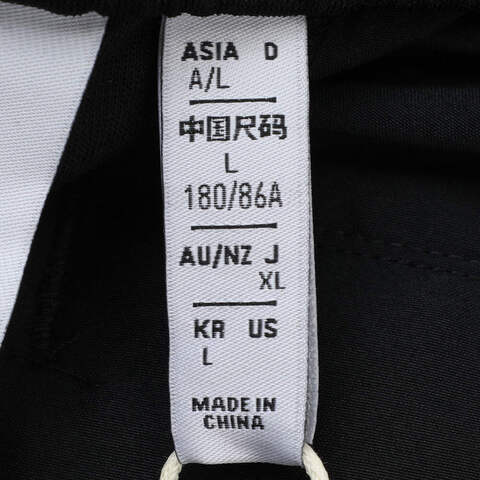 ASIA D
A/L
中国尺码
L
180/86A
AU/NZ J
XL
KR US
L
MADE IN
CHINA